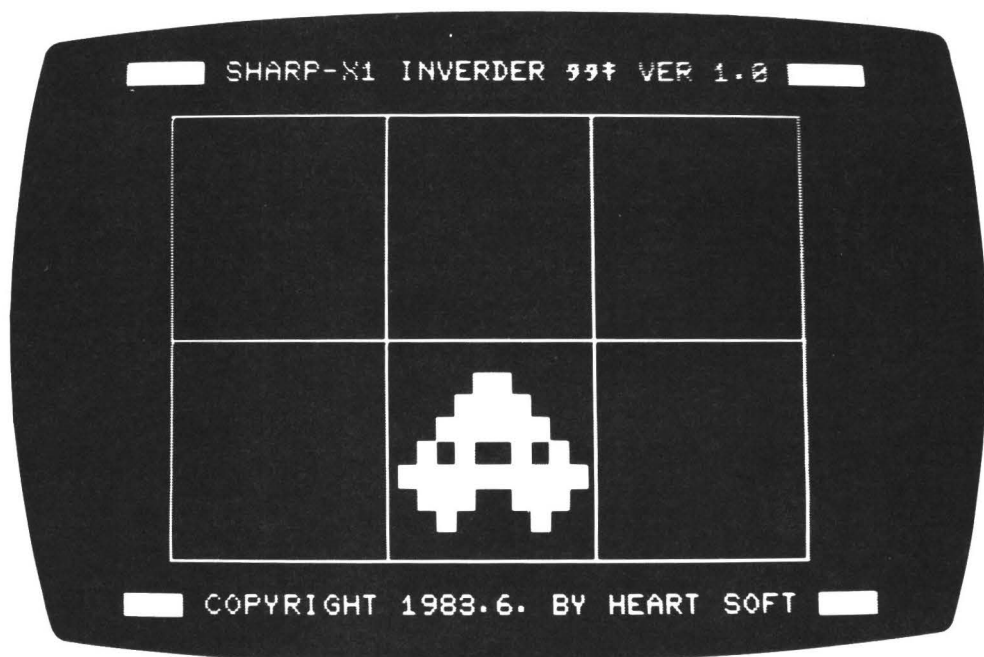 SHARP-X1 INVERDER タタキ VER 1.0
COPYRIGHT 1983.6. BY HEART SOFT